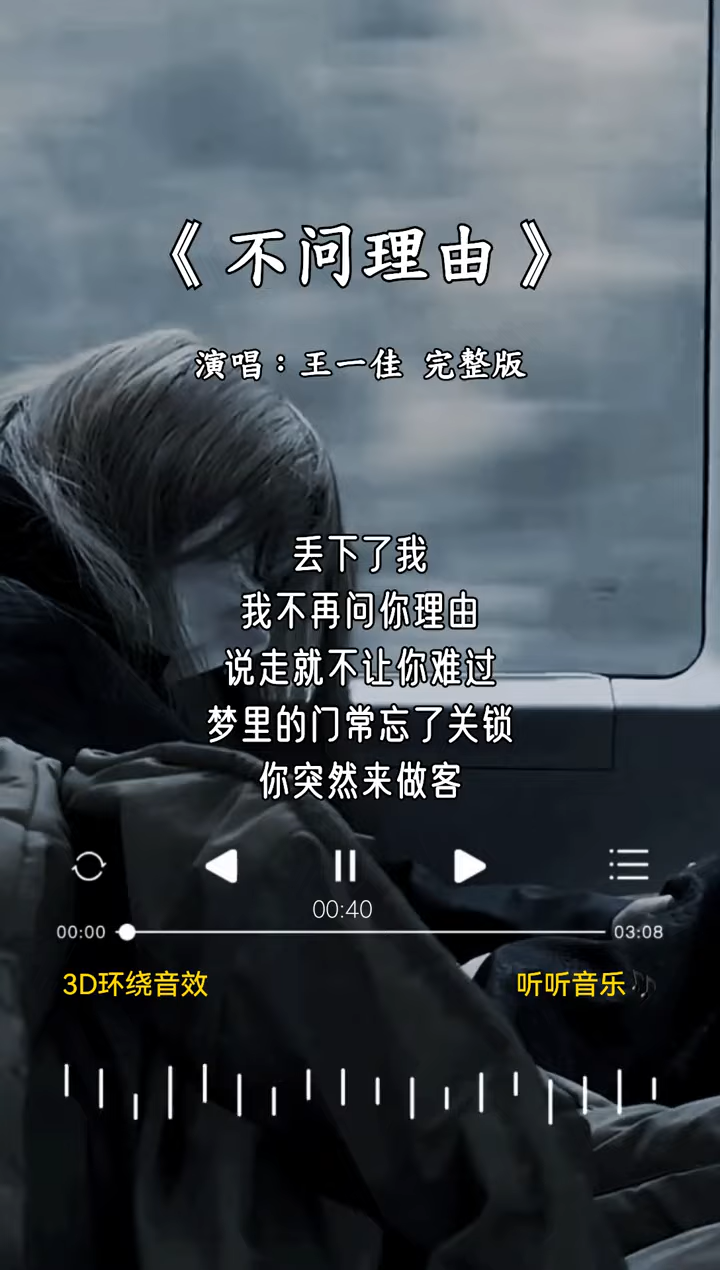 《不问理由》
演唱：王一佳 完整版
丢下了我
我不再问你理由
说走就不让你难过
梦里的门常忘了关锁
你突然来做客
00:40
00:00 03:08
3D环绕音效 听听音乐